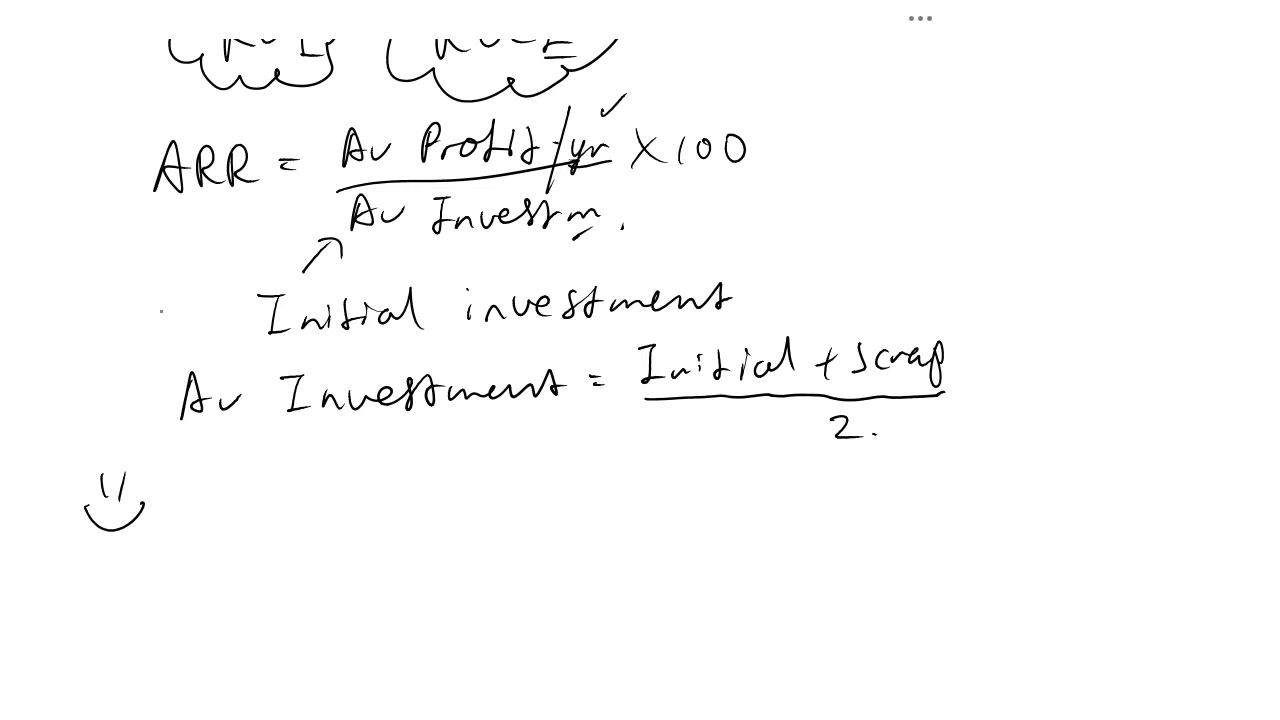 ARR = Av Profit/yr × 100
Av Investm.
Initial investment
Av Investment = Initial + Scrap
2.